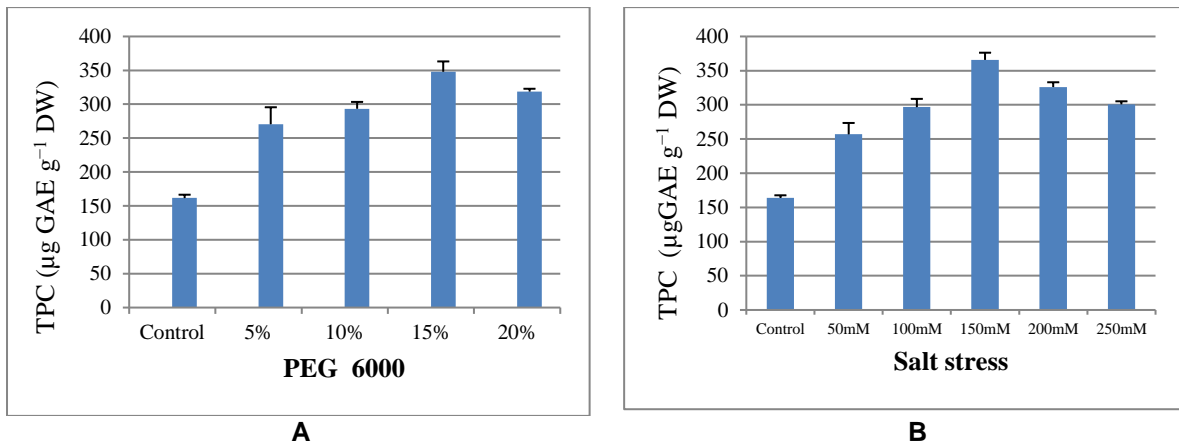 TPC (µg GAE g⁻¹ DW)
400
350
300
250
200
150
100
50
0
Control 5% 10% 15% 20%
PEG 6000
A
TPC (µgGAE g⁻¹ DW)
400
350
300
250
200
150
100
50
0
Control 50mM 100mM 150mM 200mM 250mM
Salt stress
B